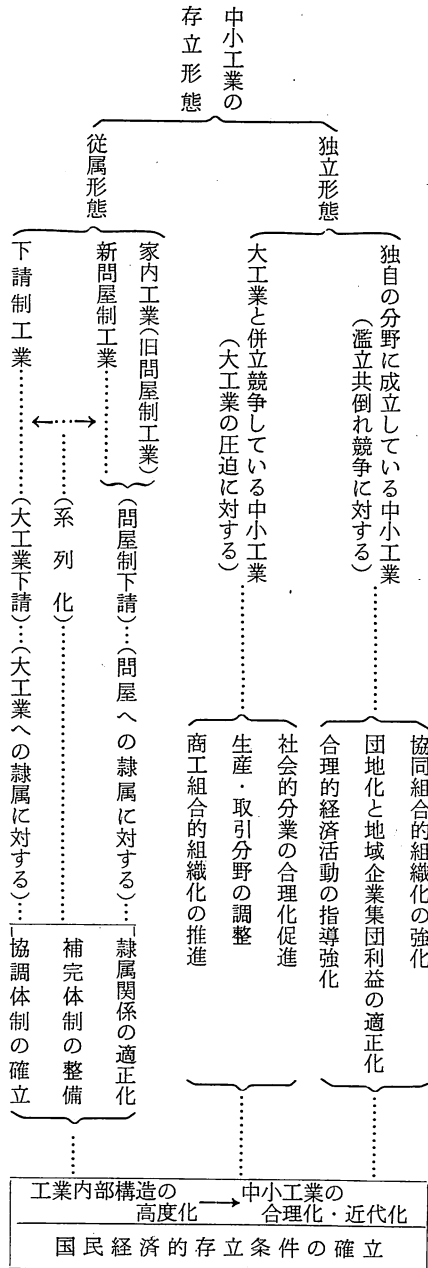 中小工業の
存立形態
独立形態
独自の分野に成立している中小工業
(濫立共倒れ競争に対する)
協同組合的組織化の強化
団地化と地域企業集団利益の適正化
合理的経済活動の指導強化
大工業と併立競争している中小工業
(大工業の圧迫に対する)
社会的分業の合理化促進
生産・取引分野の調整
商工組合的組織化の推進
従属形態
家内工業(旧問屋制工業)
新問屋制工業
(問屋制下請)…(問屋への隷属に対する)
隷属関係の適正化
(系列化)
補完体制の整備
下請制工業
(大工業下請)…(大工業への隷属に対する)
協調体制の確立
工業内部構造の
高度化
→
中小工業の
合理化・近代化
国民経済的存立条件の確立